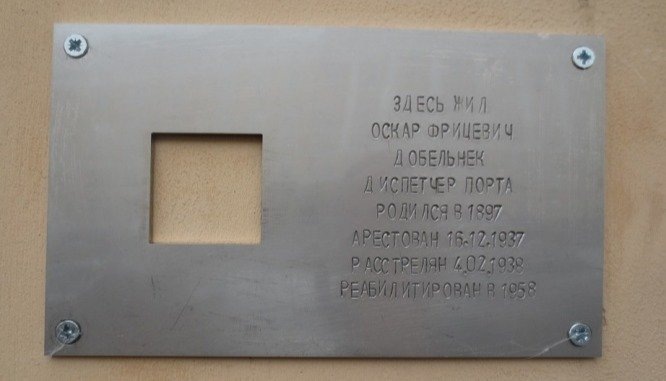 ЗДЕСЬ ЖИЛ
ОСКАР ФРИЦЕВИЧ
ДОБЕЛЬНЕК
ДИСПЕТЧЕР ПОРТА
РОДИЛСЯ В 1897
АРЕСТОВАН 16.12.1937
РАССТРЕЛЯН 4.02.1938
РЕАБИЛИТИРОВАН В 1958